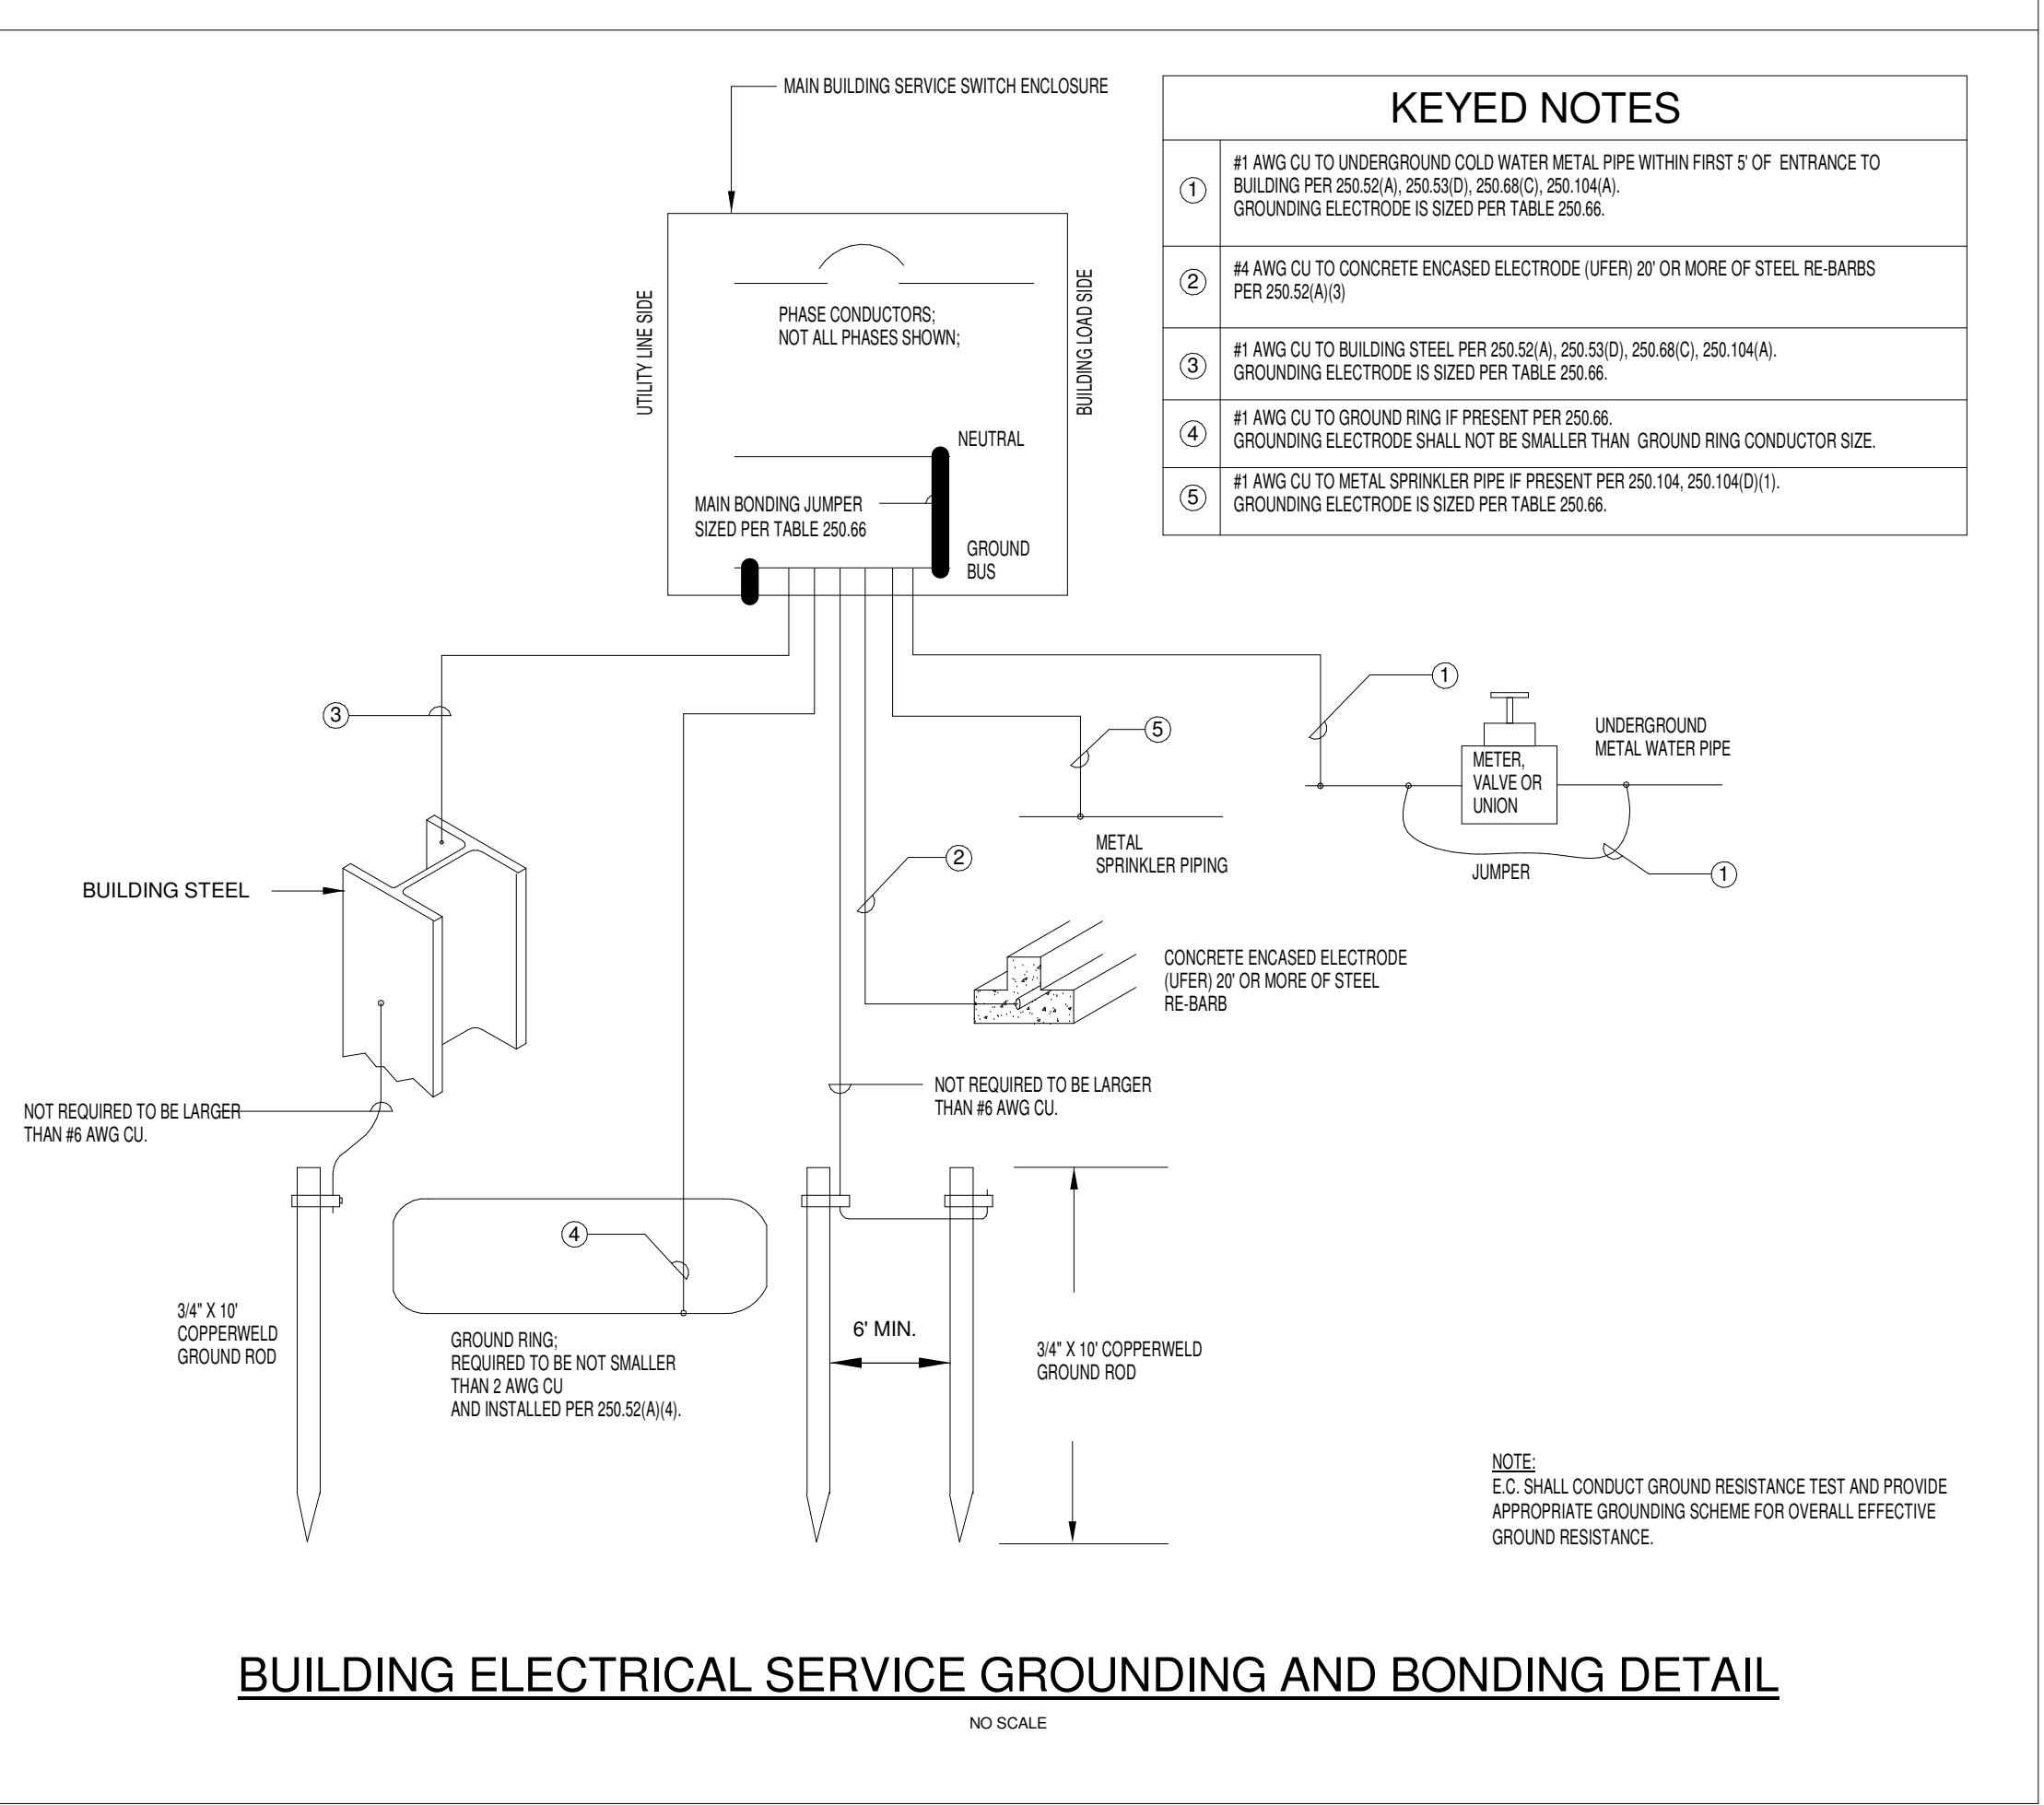 MAIN BUILDING SERVICE SWITCH ENCLOSURE
KEYED NOTES
1
#1 AWG CU TO UNDERGROUND COLD WATER METAL PIPE WITHIN FIRST 5' OF ENTRANCE TO
BUILDING PER 250.52(A), 250.53(D), 250.68(C), 250.104(A).
GROUNDING ELECTRODE IS SIZED PER TABLE 250.66.
2
#4 AWG CU TO CONCRETE ENCASED ELECTRODE (UFER) 20' OR MORE OF STEEL RE-BARBS
PER 250.52(A)(3)
3
#1 AWG CU TO BUILDING STEEL PER 250.52(A), 250.53(D), 250.68(C), 250.104(A).
GROUNDING ELECTRODE IS SIZED PER TABLE 250.66.
4
#1 AWG CU TO GROUND RING IF PRESENT PER 250.66.
GROUNDING ELECTRODE SHALL NOT BE SMALLER THAN GROUND RING CONDUCTOR SIZE.
5
#1 AWG CU TO METAL SPRINKLER PIPE IF PRESENT PER 250.104, 250.104(D)(1).
GROUNDING ELECTRODE IS SIZED PER TABLE 250.66.
UTILITY LINE SIDE
PHASE CONDUCTORS;
NOT ALL PHASES SHOWN;
BUILDING LOAD SIDE
NEUTRAL
MAIN BONDING JUMPER
SIZED PER TABLE 250.66
GROUND
BUS
3
5
1
UNDERGROUND
METAL WATER PIPE
METER,
VALVE OR
UNION
JUMPER
1
METAL
SPRINKLER PIPING
2
BUILDING STEEL
CONCRETE ENCASED ELECTRODE
(UFER) 20' OR MORE OF STEEL
RE-BARB
NOT REQUIRED TO BE LARGER
THAN #6 AWG CU.
NOT REQUIRED TO BE LARGER
THAN #6 AWG CU.
4
3/4" X 10'
COPPERWELD
GROUND ROD
GROUND RING;
REQUIRED TO BE NOT SMALLER
THAN 2 AWG CU
AND INSTALLED PER 250.52(A)(4).
6' MIN.
3/4" X 10' COPPERWELD
GROUND ROD
NOTE:
E.C. SHALL CONDUCT GROUND RESISTANCE TEST AND PROVIDE
APPROPRIATE GROUNDING SCHEME FOR OVERALL EFFECTIVE
GROUND RESISTANCE.
BUILDING ELECTRICAL SERVICE GROUNDING AND BONDING DETAIL
NO SCALE